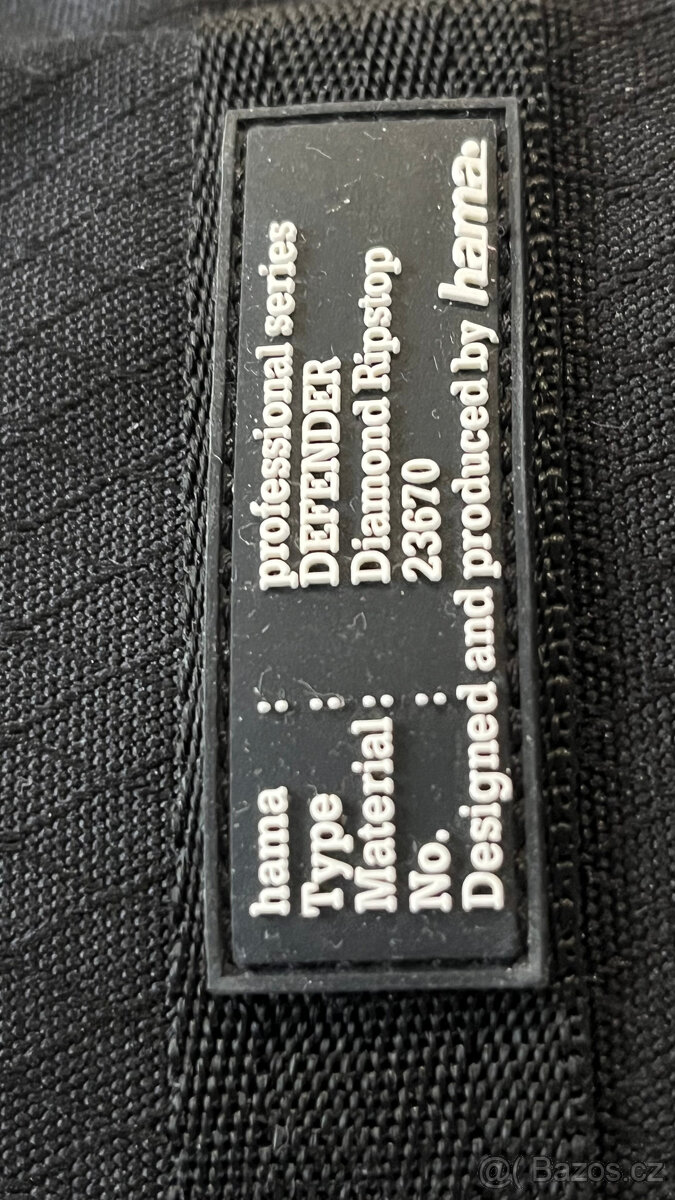 hama : professional series
Type : DEFENDER
Material : Diamond Ripstop
No. : 23670
Designed and produced by hama.
@ Bazos.cz